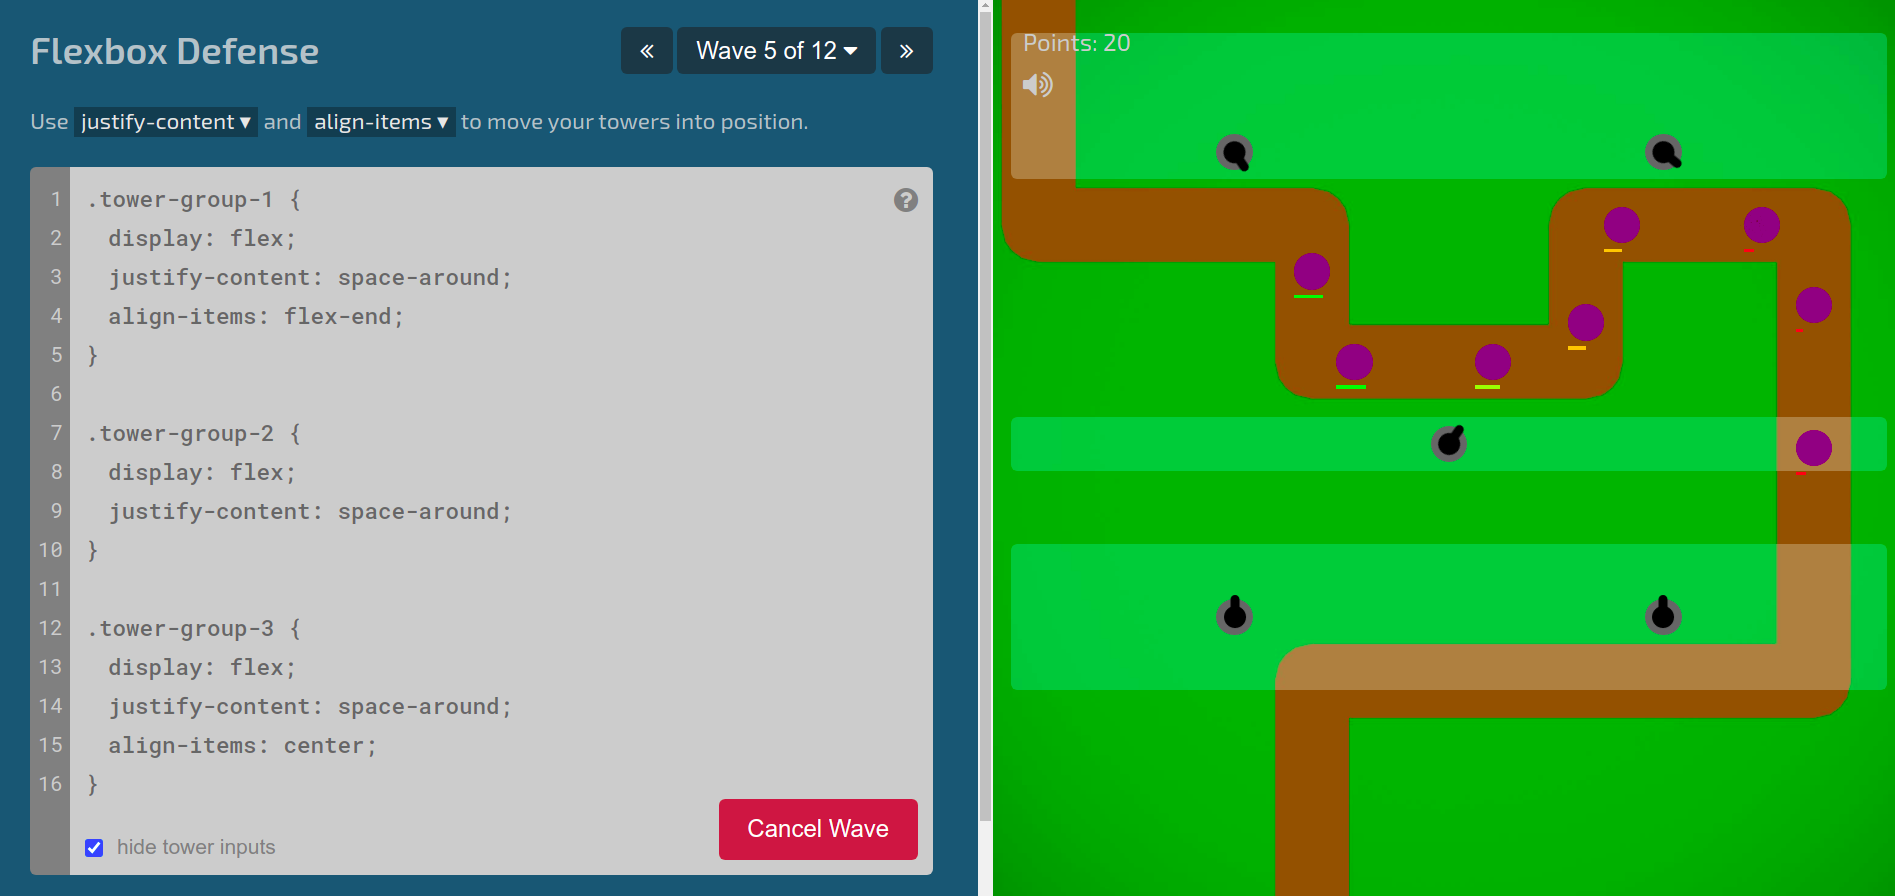 Flexbox Defense
« Wave 5 of 12 »
Use justify-content ▾ and align-items ▾ to move your towers into position.
1 .tower-group-1 {
2 display: flex;
3 justify-content: space-around;
4 align-items: flex-end;
5 }
6
7 .tower-group-2 {
8 display: flex;
9 justify-content: space-around;
10 }
11
12 .tower-group-3 {
13 display: flex;
14 justify-content: space-around;
15 align-items: center;
16 }
?
hide tower inputs
Cancel Wave
Points: 20